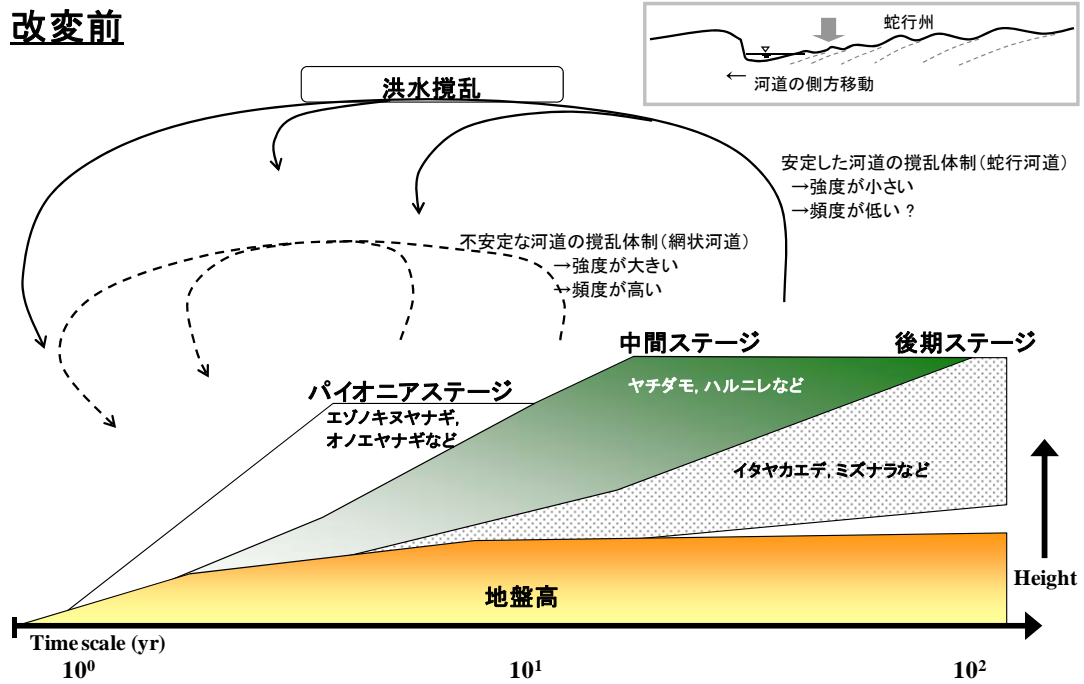 改変前
蛇行州
← 河道の側方移動
洪水撹乱
安定した河道の撹乱体制(蛇行河道)
→強度が小さい
→頻度が低い?
不安定な河道の撹乱体制(網状河道)
→強度が大きい
→頻度が高い
中間ステージ
後期ステージ
ヤチダモ, ハルニレなど
パイオニアステージ
エゾノキヌヤナギ,
オノエヤナギなど
イタヤカエデ, ミズナラなど
Height
地盤高
Time scale (yr)
10⁰
10¹
10²